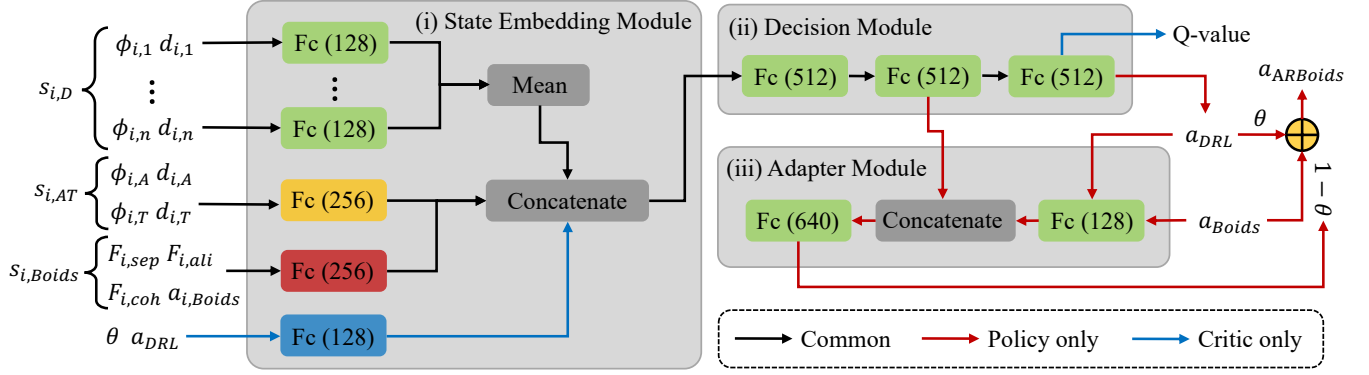 (i) State Embedding Module
s_{i,D}
ϕ_{i,1} d_{i,1}
⋮
ϕ_{i,n} d_{i,n}
Fc (128)
⋮
Fc (128)
Mean
s_{i,AT}
ϕ_{i,A} d_{i,A}
ϕ_{i,T} d_{i,T}
Fc (256)
Concatenate
s_{i,Boids}
F_{i,sep} F_{i,ali}
F_{i,coh} a_{i,Boids}
Fc (256)
θ a_{DRL}
Fc (128)
(ii) Decision Module
Fc (512)
Fc (512)
Fc (512)
Q-value
a_{ARBoids}
a_{DRL}
θ
1 − θ
(iii) Adapter Module
Fc (640)
Concatenate
Fc (128)
a_{Boids}
Common
Policy only
Critic only